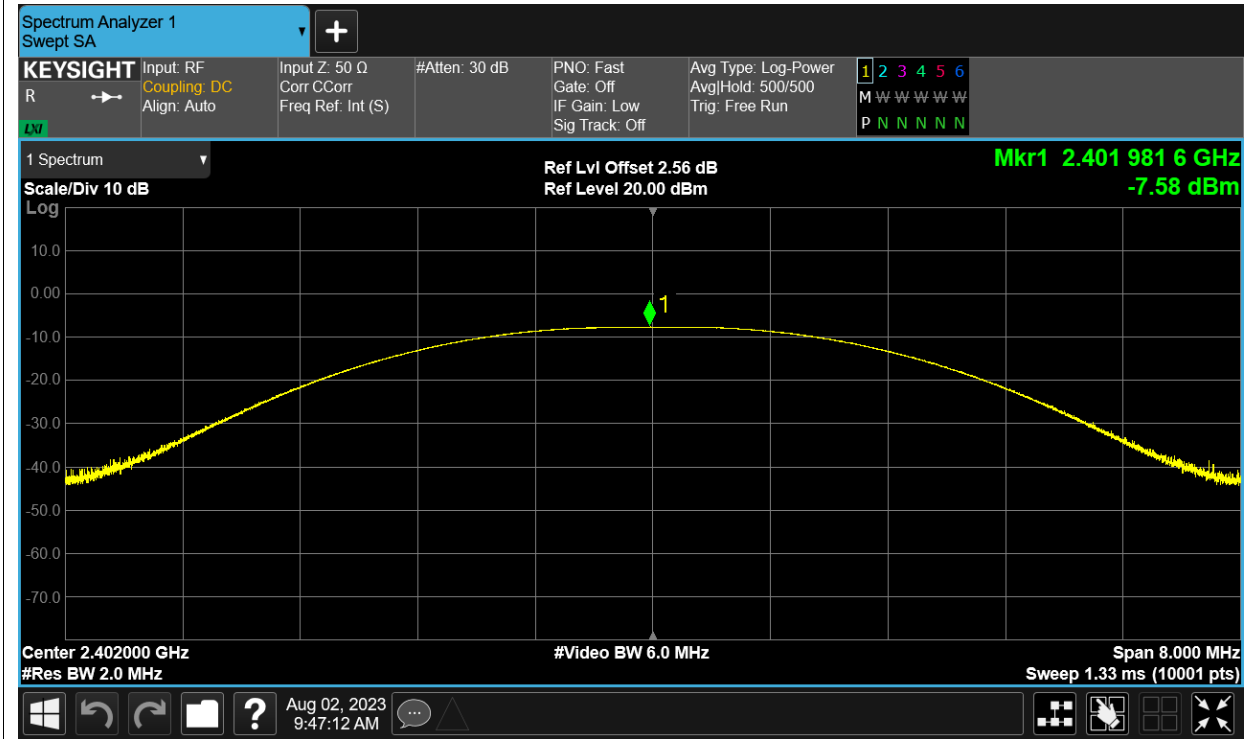 Spectrum Analyzer 1
Swept SA
KEYSIGHT
R
LXI
Input: RF
Coupling: DC
Align: Auto
Input Z: 50 Ω
Corr CCorr
Freq Ref: Int (S)
#Atten: 30 dB
PNO: Fast
Gate: Off
IF Gain: Low
Sig Track: Off
Avg Type: Log-Power
Avg|Hold: 500/500
Trig: Free Run
1 2 3 4 5 6
M W W W W W
P N N N N N
1 Spectrum
Scale/Div 10 dB
Log
Ref Lvl Offset 2.56 dB
Ref Level 20.00 dBm
Mkr1 2.401 981 6 GHz
-7.58 dBm
1
10.0
0.00
-10.0
-20.0
-30.0
-40.0
-50.0
-60.0
-70.0
Center 2.402000 GHz
#Res BW 2.0 MHz
#Video BW 6.0 MHz
Span 8.000 MHz
Sweep 1.33 ms (10001 pts)
?
Aug 02, 2023
9:47:12 AM